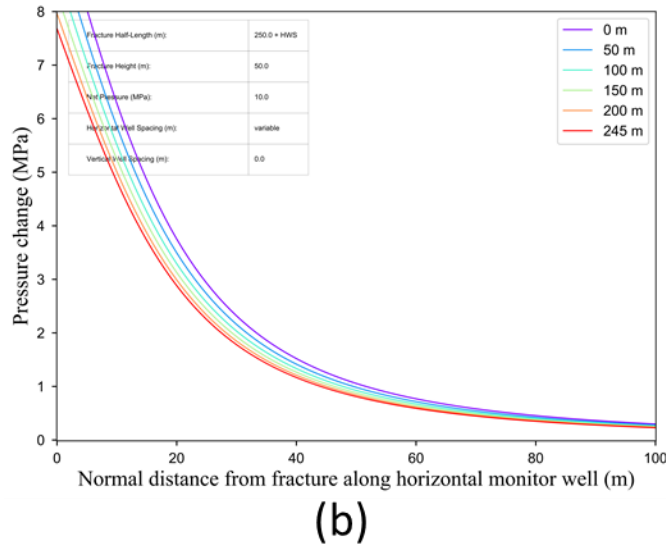 8
7
6
5
4
3
2
1
0
Pressure change (MPa)
Fracture Half-Length (m): 250.0 + HWS
Fracture Height (m): 50.0
Net Pressure (MPa): 10.0
Horizontal Well Spacing (m): variable
Vertical Well Spacing (m): 0.0
0 m
50 m
100 m
150 m
200 m
245 m
0 20 40 60 80 100
Normal distance from fracture along horizontal monitor well (m)
(b)